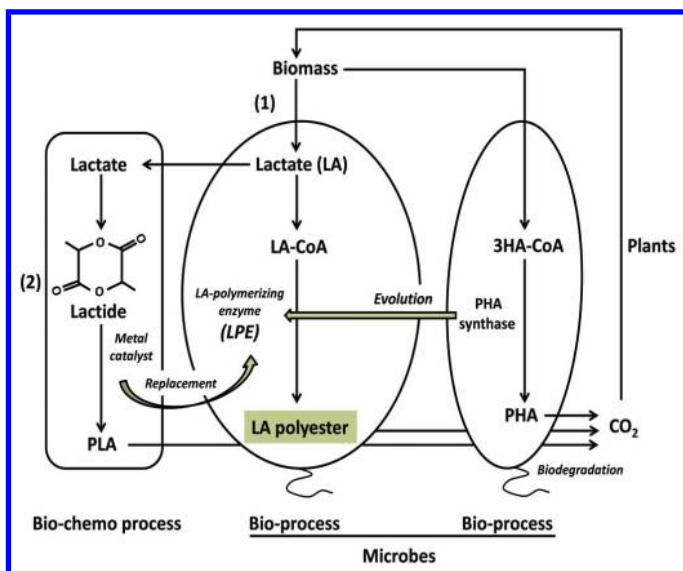 Biomass
(1)
Lactate
Lactate (LA)
LA-CoA
3HA-CoA
Plants
(2)
O
O
O
O
Lactide
LA-polymerizing
enzyme
(LPE)
Evolution
PHA
synthase
Metal
catalyst
Replacement
PLA
LA polyester
PHA
CO2
Biodegradation
Bio-chemo process
Bio-process
Bio-process
Microbes